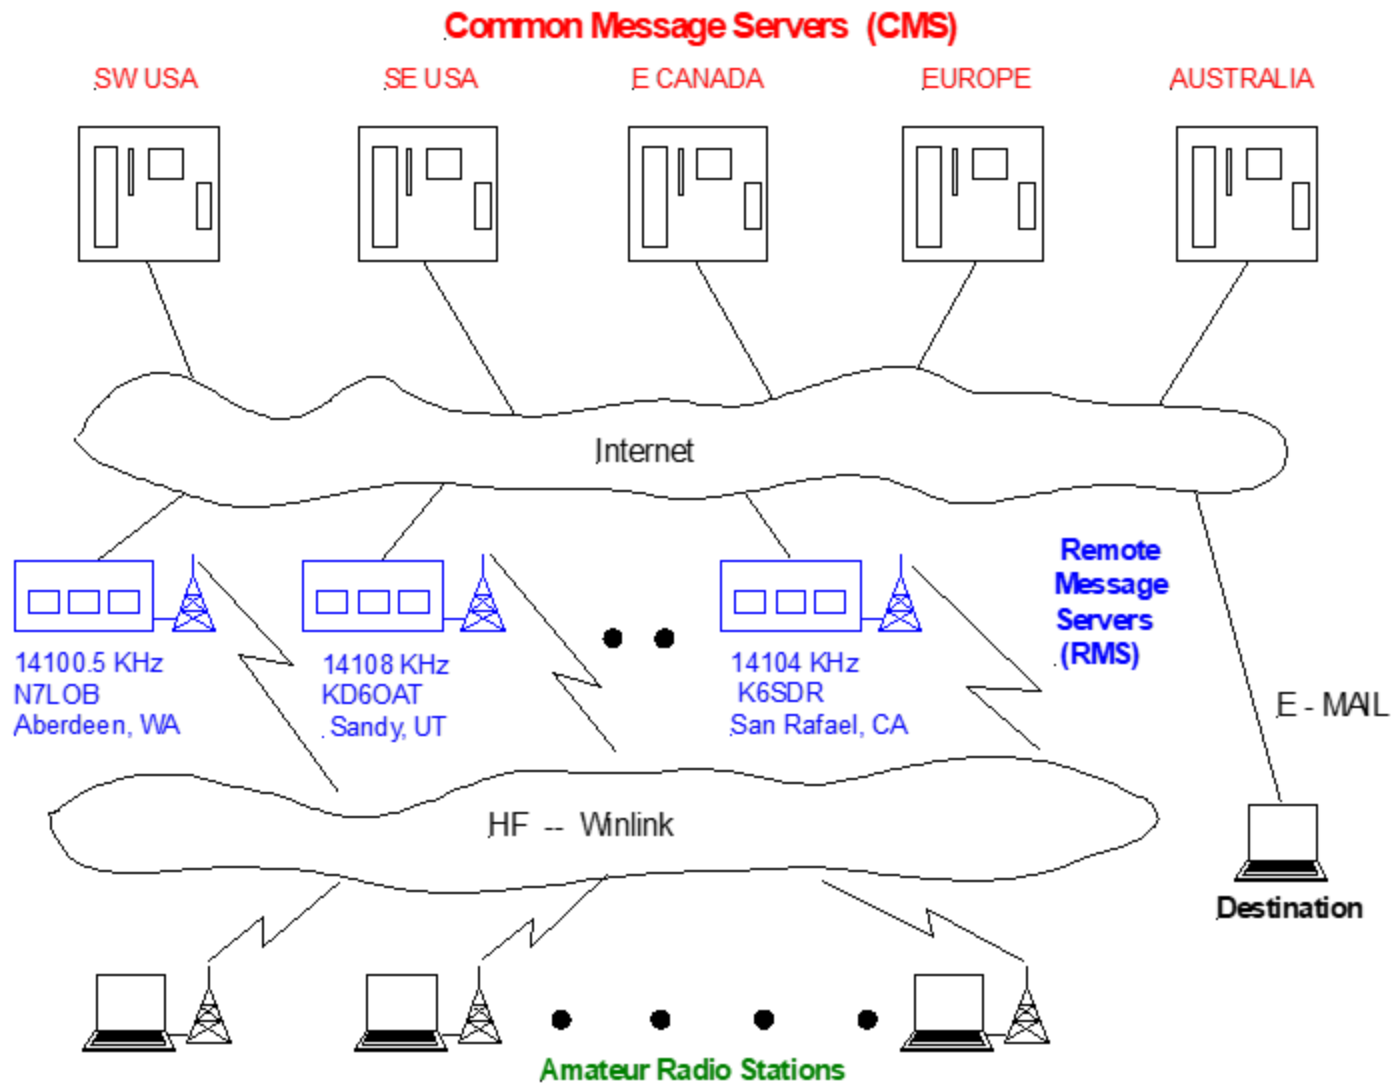 Common Message Servers (CMS)
SW USA
SE USA
E CANADA
EUROPE
AUSTRALIA
Internet
Remote
Message
Servers
(RMS)
14100.5 KHz
N7LOB
Aberdeen, WA
14108 KHz
KD6OAT
Sandy, UT
14104 KHz
K6SDR
San Rafael, CA
E - MAIL
HF -- Winlink
Destination
Amateur Radio Stations